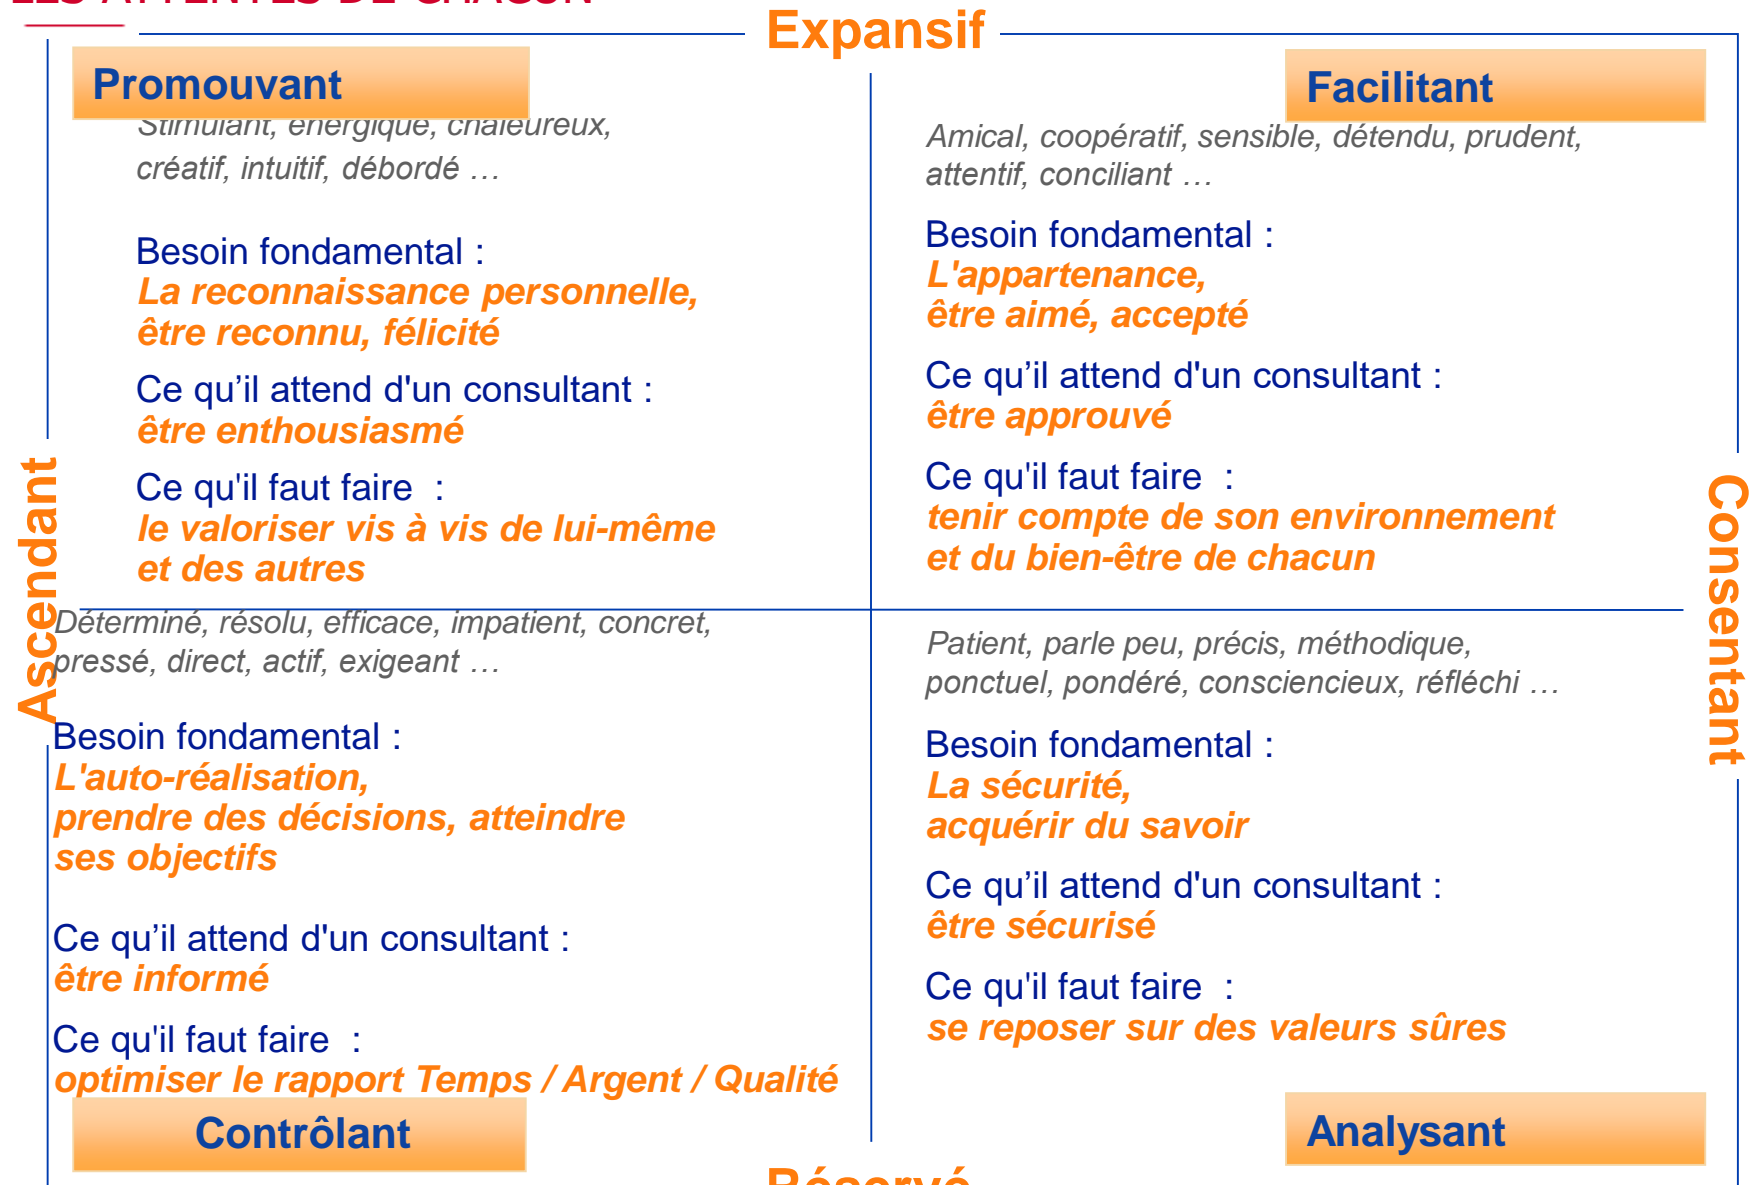 LES ATTENTES DE CHACUN
Expansif
Promouvant
Stimulant, énergique, chaleureux,
créatif, intuitif, débordé …
Besoin fondamental :
La reconnaissance personnelle,
être reconnu, félicité
Ce qu’il attend d'un consultant :
être enthousiasmé
Ce qu'il faut faire :
le valoriser vis à vis de lui-même
et des autres
Facilitant
Amical, coopératif, sensible, détendu, prudent,
attentif, conciliant …
Besoin fondamental :
L'appartenance,
être aimé, accepté
Ce qu’il attend d'un consultant :
être approuvé
Ce qu'il faut faire :
tenir compte de son environnement
et du bien-être de chacun
Ascendant
Consentant
Déterminé, résolu, efficace, impatient, concret,
pressé, direct, actif, exigeant …
Besoin fondamental :
L'auto-réalisation,
prendre des décisions, atteindre
ses objectifs
Ce qu’il attend d'un consultant :
être informé
Ce qu'il faut faire :
optimiser le rapport Temps / Argent / Qualité
Contrôlant
Patient, parle peu, précis, méthodique,
ponctuel, pondéré, consciencieux, réfléchi …
Besoin fondamental :
La sécurité,
acquérir du savoir
Ce qu’il attend d'un consultant :
être sécurisé
Ce qu'il faut faire :
se reposer sur des valeurs sûres
Analysant
Réservé